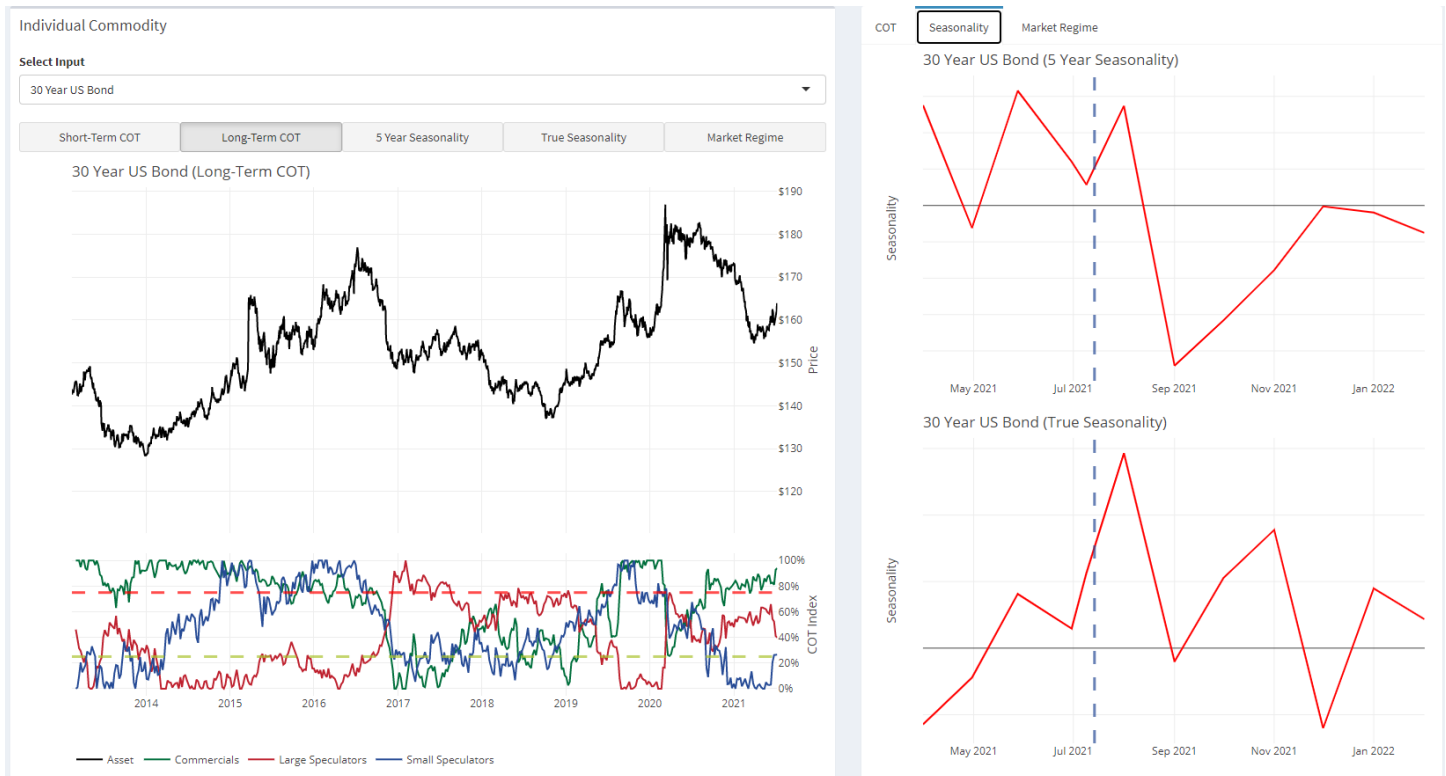 Individual Commodity
Select Input
30 Year US Bond
Short-Term COT
Long-Term COT
5 Year Seasonality
True Seasonality
Market Regime
30 Year US Bond (Long-Term COT)
$190
$180
$170
$160
$150
$140
$130
$120
Price
100%
80%
60%
40%
20%
0%
COT Index
2014 2015 2016 2017 2018 2019 2020 2021
Asset Commercials Large Speculators Small Speculators
COT Seasonality Market Regime
30 Year US Bond (5 Year Seasonality)
Seasonality
May 2021 Jul 2021 Sep 2021 Nov 2021 Jan 2022
30 Year US Bond (True Seasonality)
Seasonality
May 2021 Jul 2021 Sep 2021 Nov 2021 Jan 2022